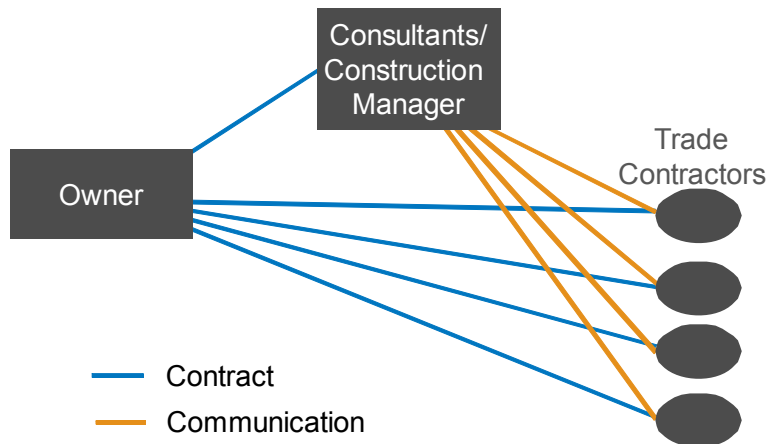 Consultants/
Construction
Manager
Trade
Contractors
Owner
Contract
Communication